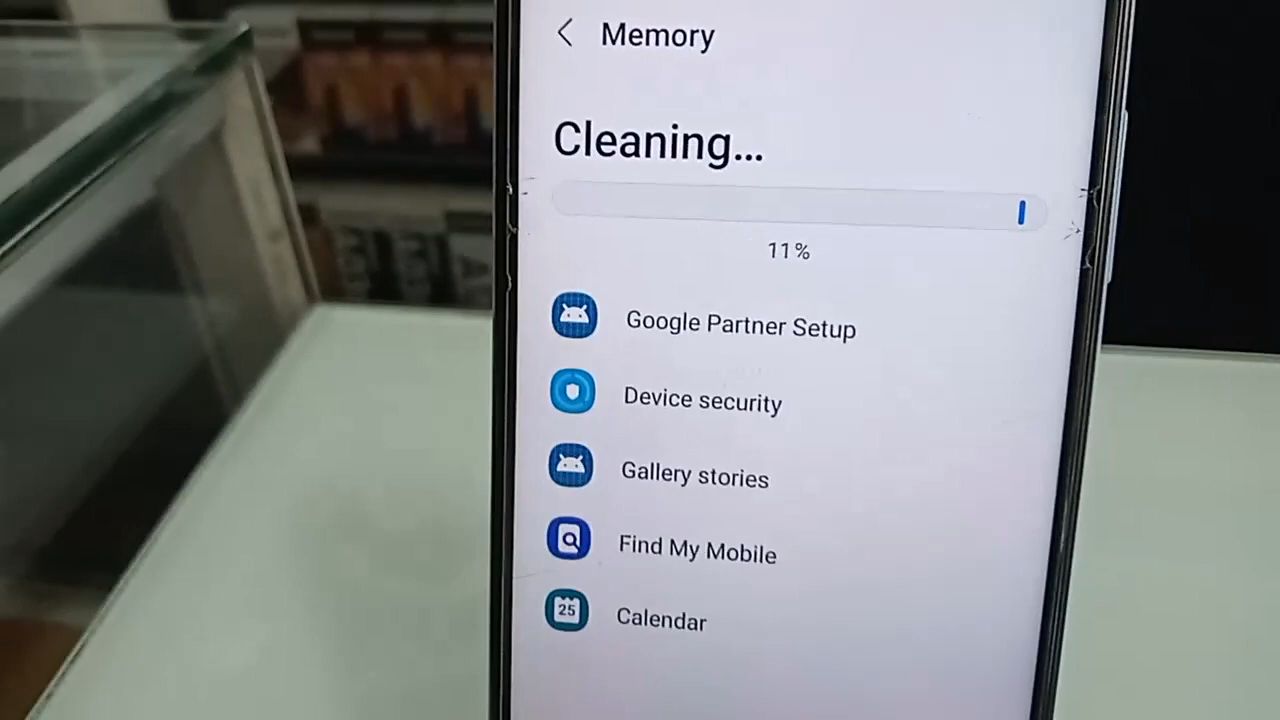 Memory
Cleaning...
11%
Google Partner Setup
Device security
Gallery stories
Find My Mobile
25
Calendar